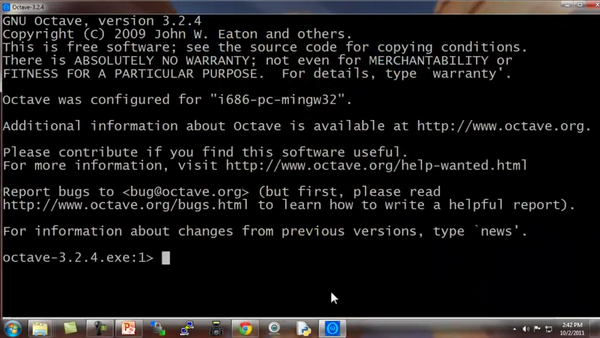 Octave-3.2.4
GNU Octave, version 3.2.4
Copyright (C) 2009 John W. Eaton and others.
This is free software; see the source code for copying conditions.
There is ABSOLUTELY NO WARRANTY; not even for MERCHANTABILITY or
FITNESS FOR A PARTICULAR PURPOSE.  For details, type `warranty'.
Octave was configured for "i686-pc-mingw32".
Additional information about Octave is available at http://www.octave.org.
Please contribute if you find this software useful.
For more information, visit http://www.octave.org/help-wanted.html
Report bugs to <bug@octave.org> (but first, please read
http://www.octave.org/bugs.html to learn how to write a helpful report).
For information about changes from previous versions, type `news'.
octave-3.2.4.exe:1>
2:42 PM
10/2/2011